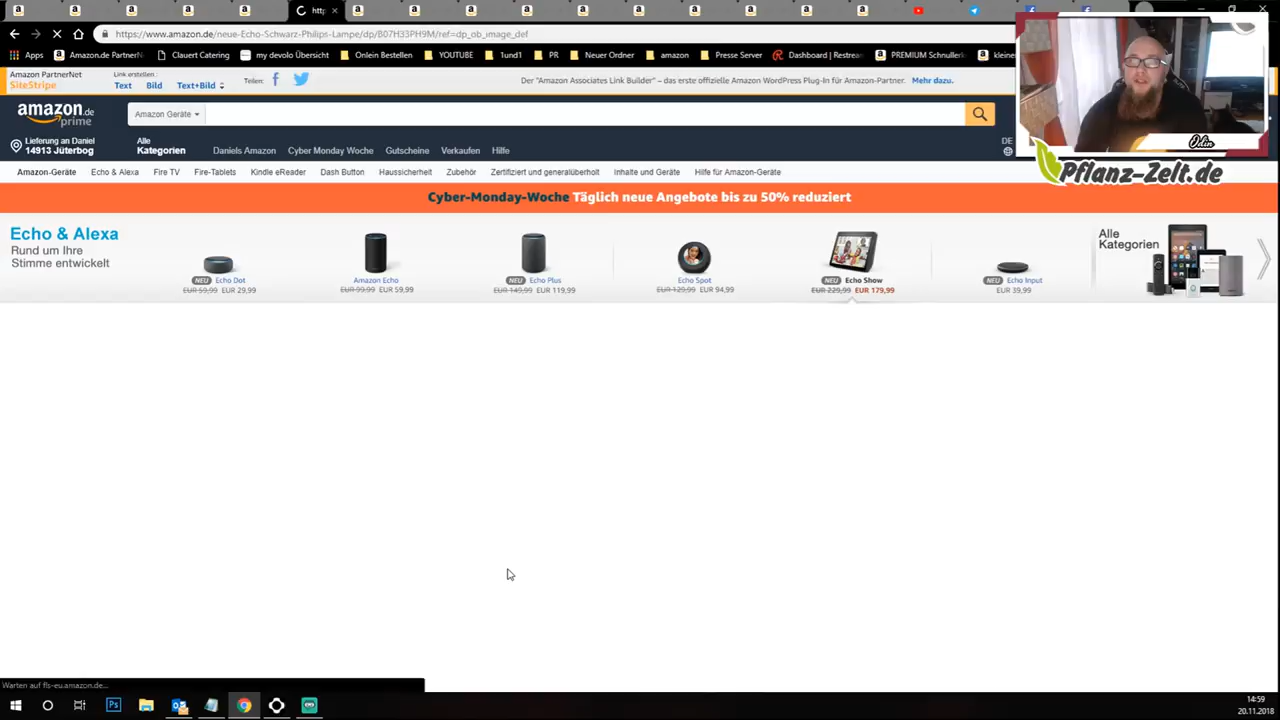 http
https://www.amazon.de/neue-Echo-Schwarz-Philips-Lampe/dp/B07H33PH9M/ref=dp_ob_image_def
Apps Amazon.de PartnerN Clauert Catering my devolo Übersicht Onlein Bestellen YOUTUBE 1und1 PR Neuer Ordner amazon Presse Server Dashboard | Restrea PREMIUM Schnullerk kleine
Amazon PartnerNet
SiteStripe
Link erstellen:
Text Bild Text+Bild
Teilen:
Der "Amazon Associates Link Builder" – das erste offizielle Amazon WordPress Plug-In für Amazon-Partner. Mehr dazu.
amazon.de
prime
Amazon Geräte
Lieferung an Daniel
14913 Jüterbog
Alle
Kategorien
Daniels Amazon Cyber Monday Woche Gutscheine Verkaufen Hilfe
DE
Odin
Pflanz-Zelt.de
Amazon-Geräte Echo & Alexa Fire TV Fire-Tablets Kindle eReader Dash Button Haussicherheit Zubehör Zertifiziert und generalüberholt Inhalte und Geräte Hilfe für Amazon-Geräte
Cyber-Monday-Woche Täglich neue Angebote bis zu 50% reduziert
Echo & Alexa
Rund um Ihre
Stimme entwickelt
NEU Echo Dot
EUR 59,99 EUR 29,99
Amazon Echo
EUR 99,99 EUR 59,99
NEU Echo Plus
EUR 149,99 EUR 119,99
Echo Spot
EUR 129,99 EUR 94,99
NEU Echo Show
EUR 229,99 EUR 179,99
NEU Echo Input
EUR 39,99
Alle
Kategorien
Warten auf fls-eu.amazon.de...
Ps
14:59
20.11.2018